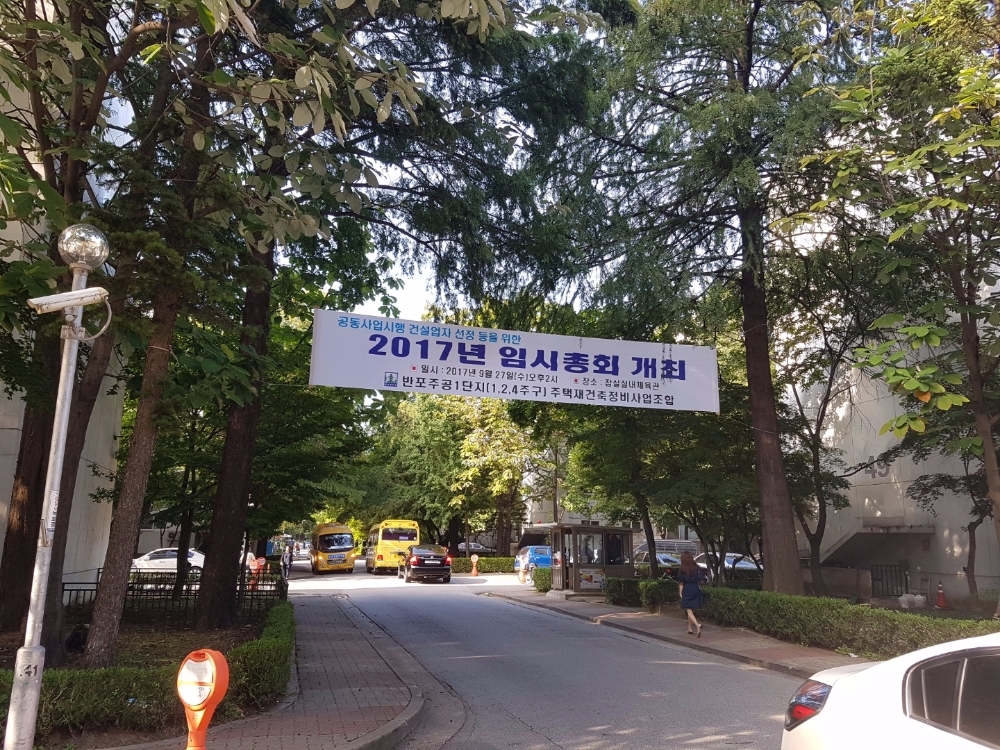 공동사업시행 건설업자 선정 등을 위한
2017년 임시총회 개최
일시 : 2017년 9월 27일(수)오후2시 장소 : 잠실실내체육관
반포주공1단지(1,2,4주구) 주택재건축정비사업조합
141